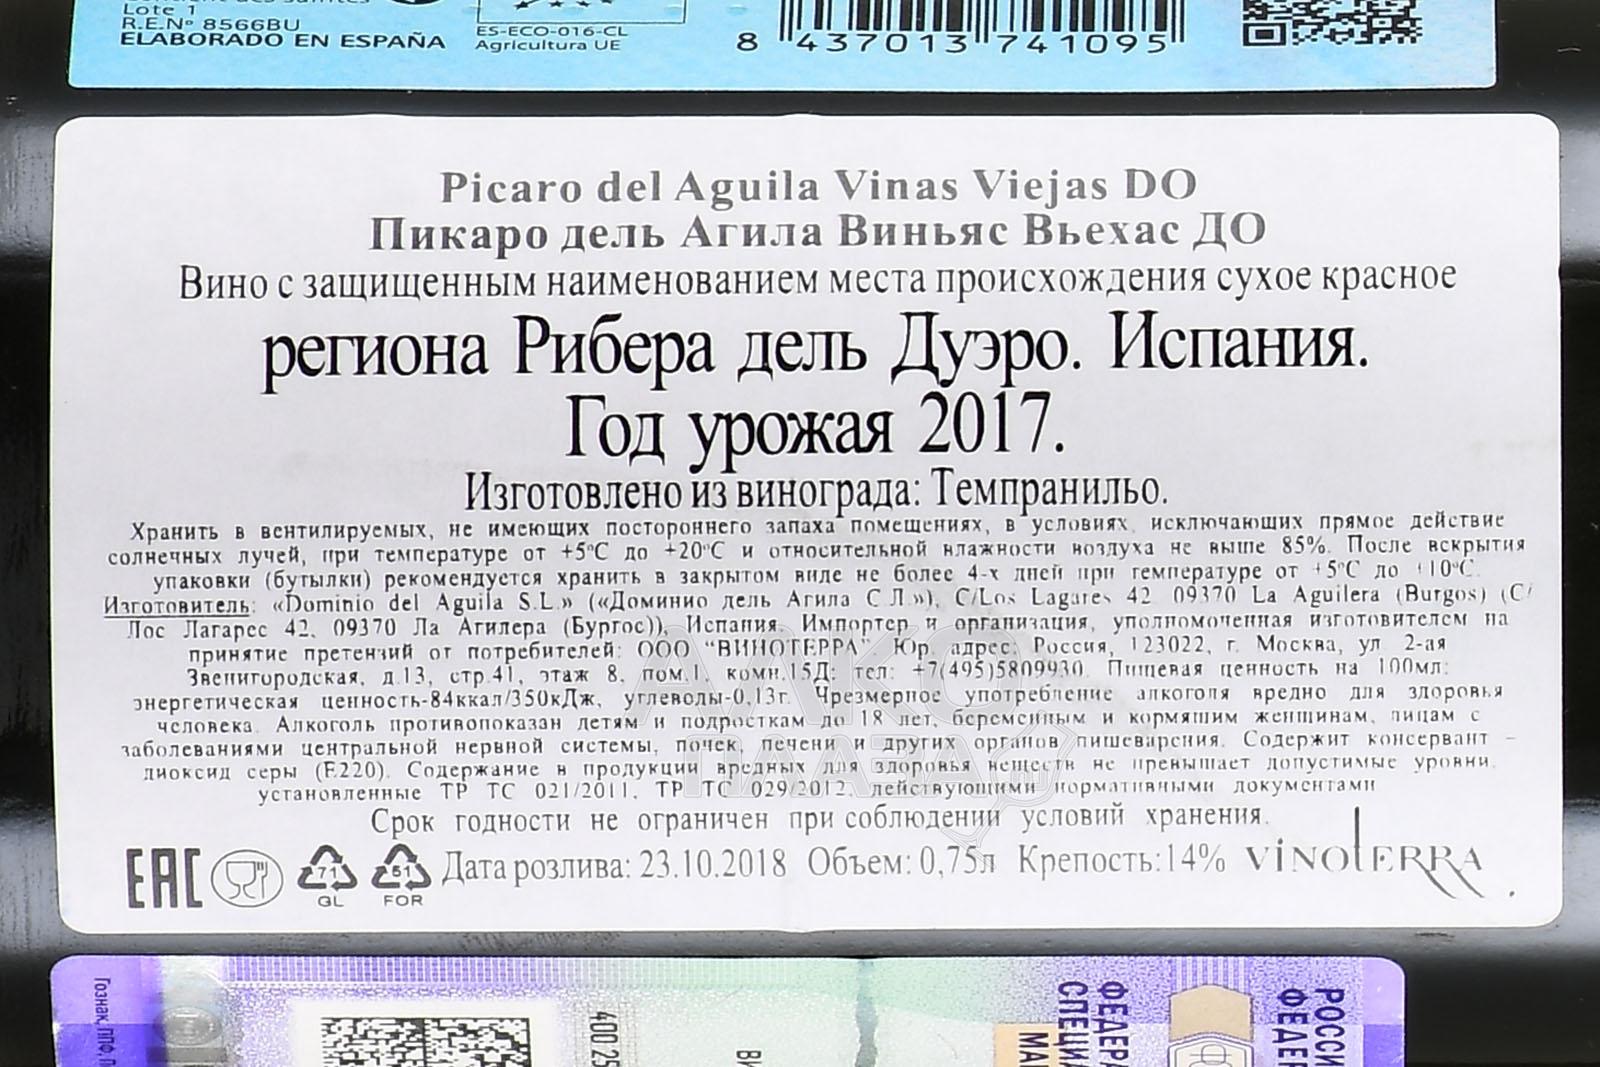 Lote 1
R.E.Nº 8566BU
ELABORADO EN ESPAÑA
ES-ECO-016-CL
Agricultura UE
8 437013 741095
Picaro del Aguila Vinas Viejas DO
Пикаро дель Агила Виньяс Вьехас ДО
Вино с защищенным наименованием места происхождения сухое красное
региона Рибера дель Дуэро. Испания.
Год урожая 2017.
Изготовлено из винограда: Темпранильо.
Хранить в вентилируемых, не имеющих постороннего запаха помещениях, в условиях, исключающих прямое действие
солнечных лучей, при температуре от +5°С до +20°С и относительной влажности воздуха не выше 85%. После вскрытия
упаковки (бутылки) рекомендуется хранить в закрытом виде не более 4-х дней при температуре от +5°С до +10°С.
Изготовитель: «Dominio del Aguila S.L.» («Доминио дель Агила С.Л.»), C/Los Lagares 42, 09370 La Aguilera (Burgos) (С/
Лос Лагарес 42, 09370 Ла Агилера (Бургос)), Испания. Импортер и организация, уполномоченная изготовителем на
принятие претензий от потребителей: ООО "ВИНОТЕРРА" Юр. адрес: Россия, 123022, г. Москва, ул. 2-ая
Звенигородская, д.13, стр.41, этаж 8, пом.I, комн.15Д; тел: +7(495)5809930. Пищевая ценность на 100мл:
энергетическая ценность-84ккал/350кДж, углеводы-0,13г. Чрезмерное употребление алкоголя вредно для здоровья
человека. Алкоголь противопоказан детям и подросткам до 18 лет, беременным и кормящим женщинам, лицам с
заболеваниями центральной нервной системы, почек, печени и других органов пищеварения. Содержит консервант –
диоксид серы (Е220). Содержание в продукции вредных для здоровья веществ не превышает допустимые уровни,
установленные ТР ТС 021/2011, ТР ТС 029/2012, действующими нормативными документами
Срок годности не ограничен при соблюдении условий хранения.
EAC 71 GL 51 FOR Дата розлива: 23.10.2018 Объем: 0,75л Крепость:14% VINOTERRA
АЛКО
ПЛАЗА
Гознак, ППФ,
400 25